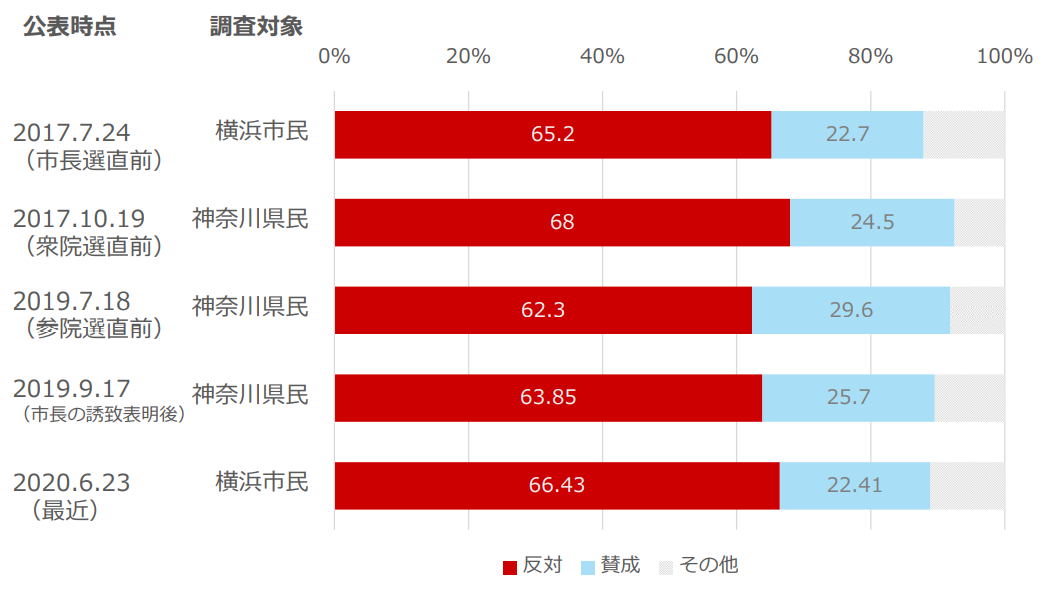 公表時点 調査対象
0% 20% 40% 60% 80% 100%
2017.7.24 横浜市民 65.2 22.7
（市長選直前）
2017.10.19 神奈川県民 68 24.5
（衆院選直前）
2019.7.18 神奈川県民 62.3 29.6
（参院選直前）
2019.9.17 神奈川県民 63.85 25.7
（市長の誘致表明後）
2020.6.23 横浜市民 66.43 22.41
（最近）
反対 賛成 その他